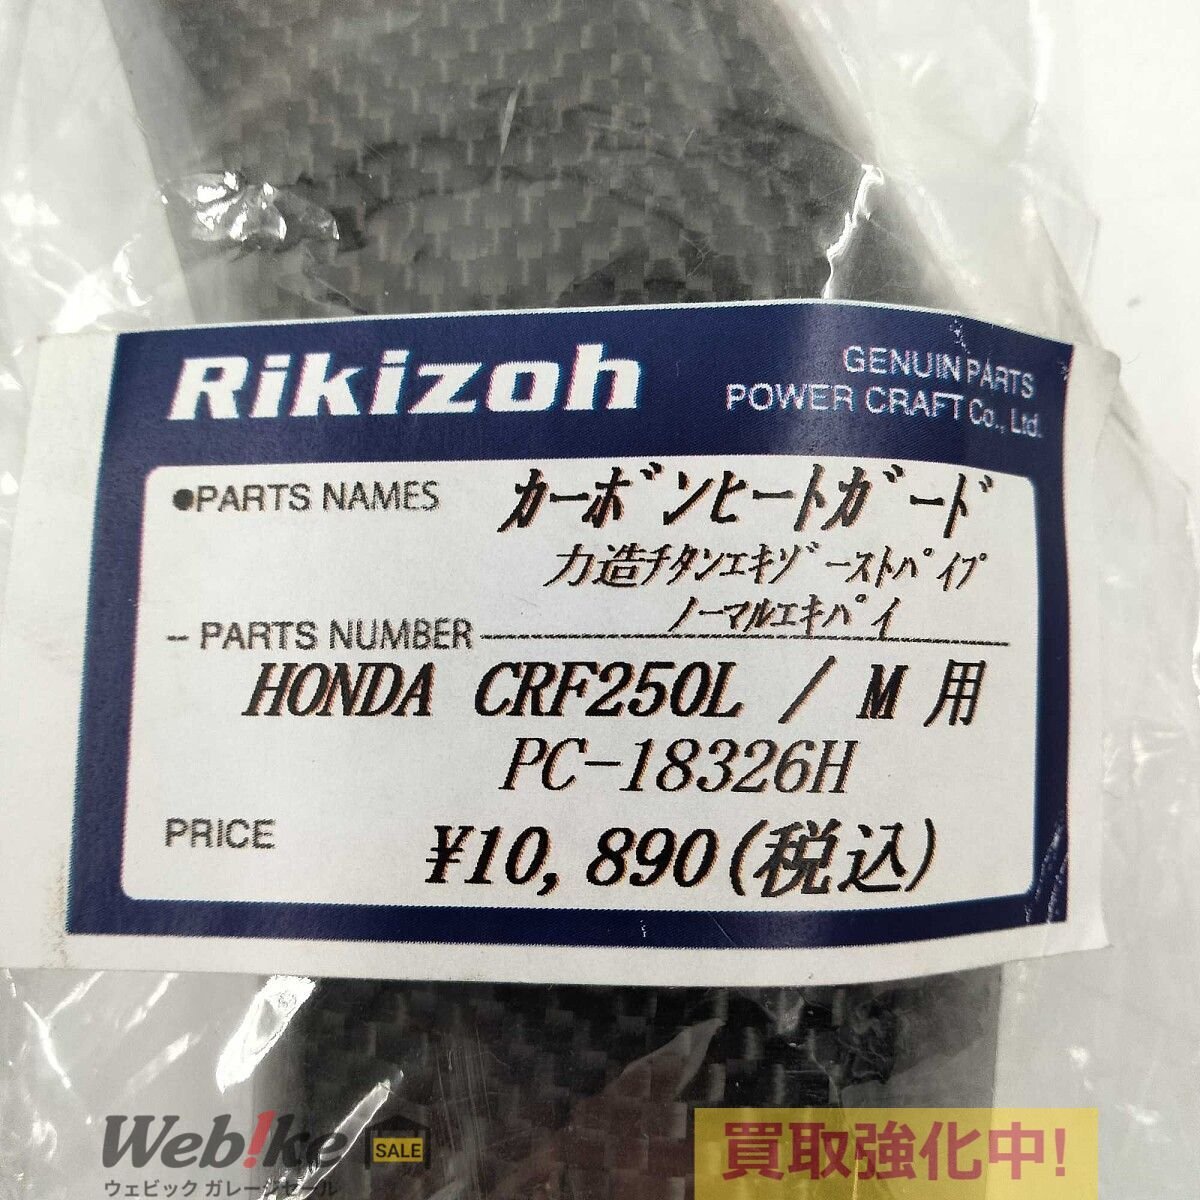 Rikizoh
GENUIN PARTS
POWER CRAFT Co., Ltd.
●PARTS NAMES
カーボンヒートガード
力造チタンエキゾーストパイプ
ノーマルエキパイ
PARTS NUMBER
HONDA CRF250L / M 用
PC-18326H
PRICE
¥10,890(税込)
Web!ke
SALE
ウェビック ガレージセール
買取強化中!